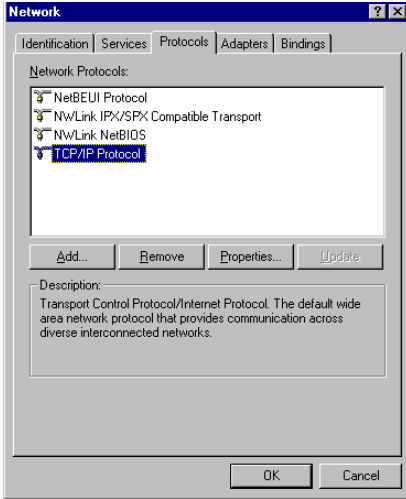 Network
Identification Services Protocols Adapters Bindings
Network Protocols:
NetBEUI Protocol
NWLink IPX/SPX Compatible Transport
NWLink NetBIOS
TCP/IP Protocol
Add... Remove Properties... Update
Description:
Transport Control Protocol/Internet Protocol. The default wide
area network protocol that provides communication across
diverse interconnected networks.
OK Cancel